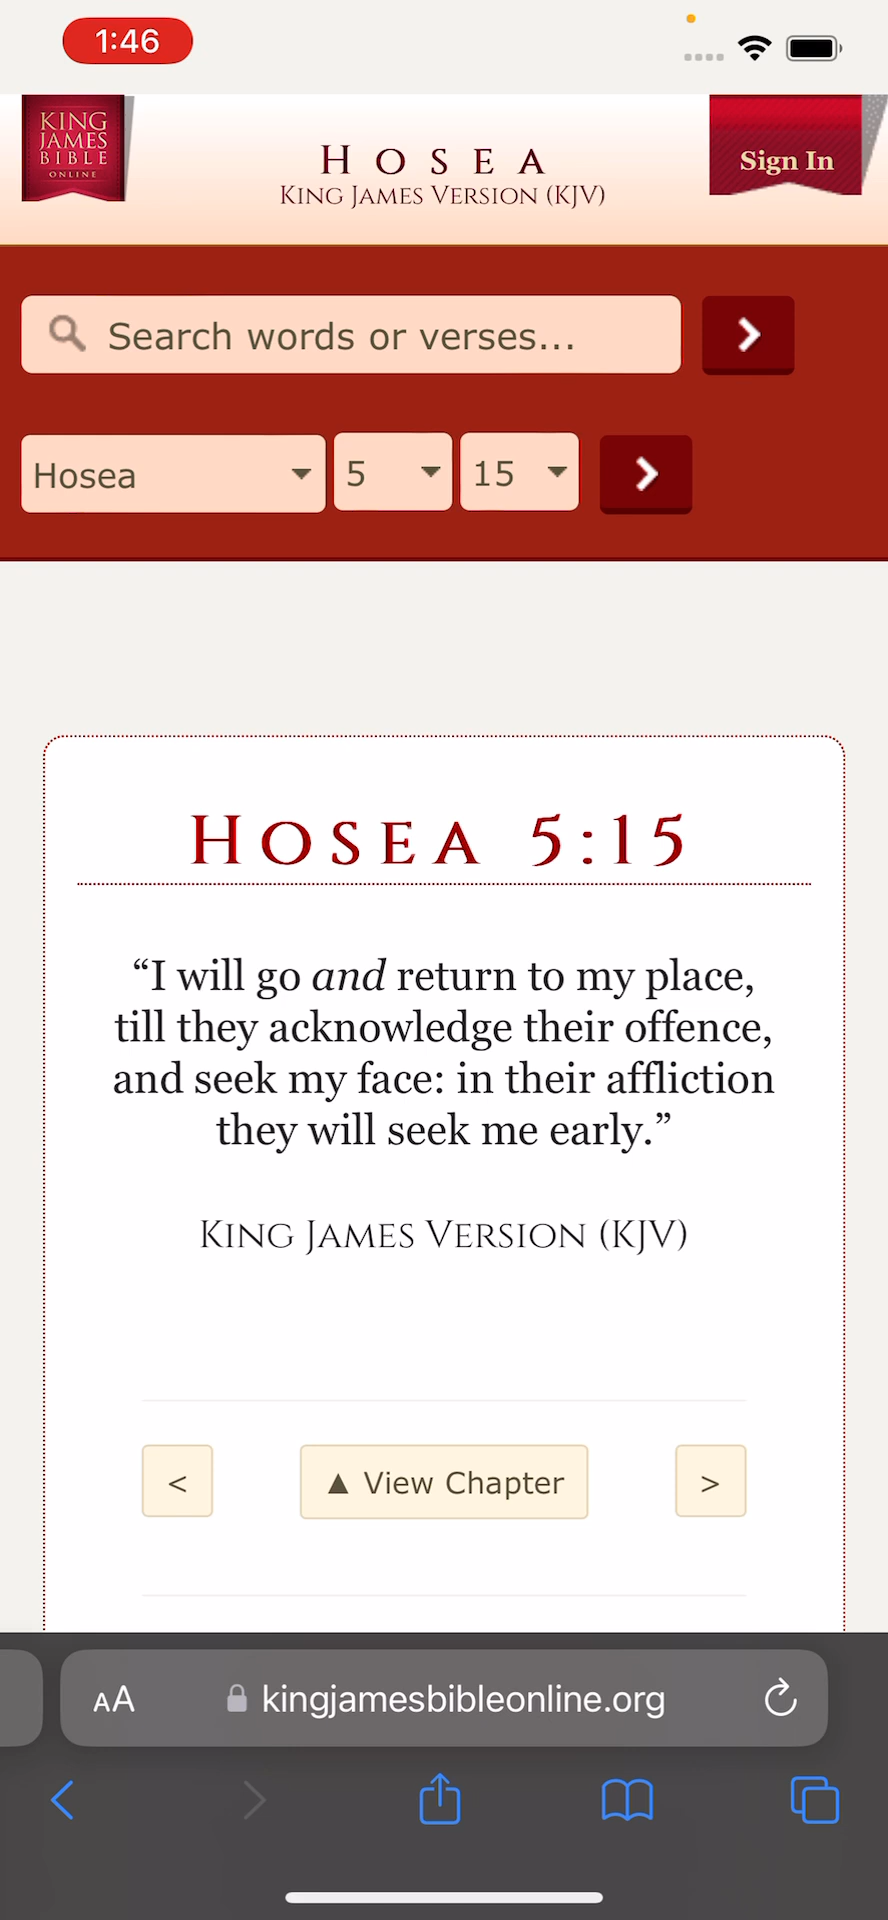 1:46
KING
JAMES
BIBLE
ONLINE
HOSEA
KING JAMES VERSION (KJV)
Sign In
Search words or verses...
Hosea 5 15
HOSEA 5:15
“I will go and return to my place,
till they acknowledge their offence,
and seek my face: in their affliction
they will seek me early.”
KING JAMES VERSION (KJV)
< ▲ View Chapter >
AA kingjamesbibleonline.org